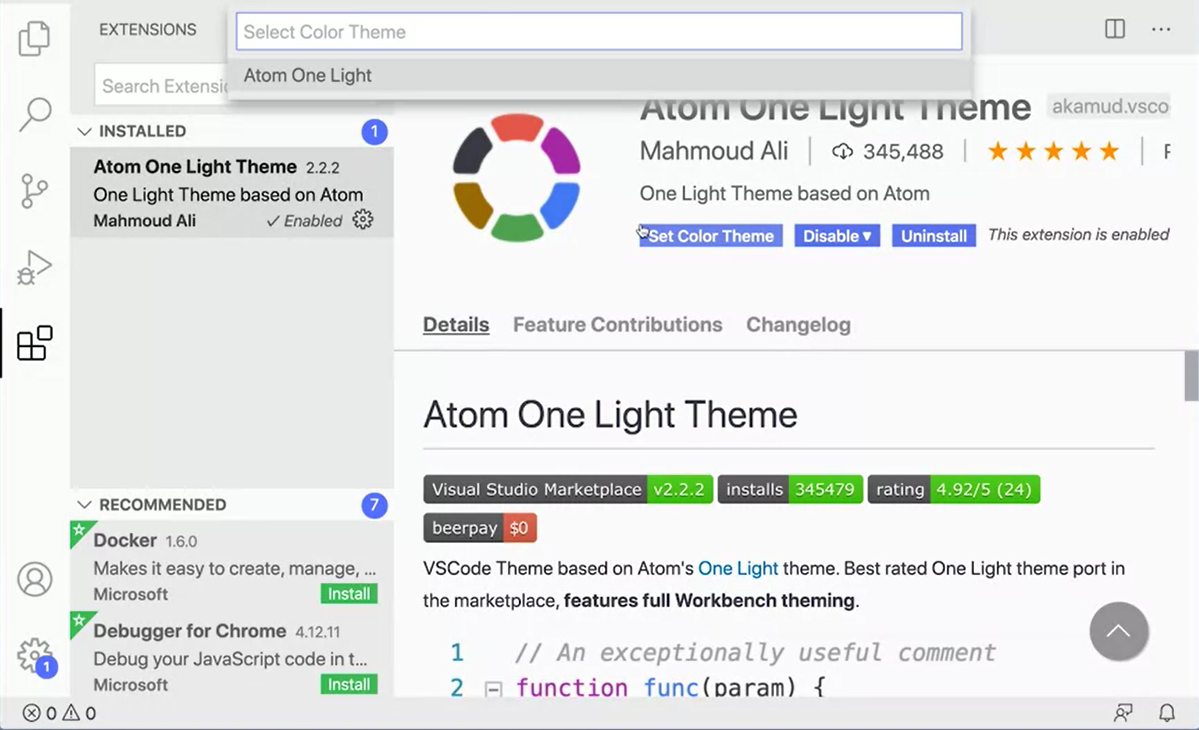 EXTENSIONS
Select Color Theme
Atom One Light
Search Extensi
INSTALLED 1
Atom One Light Theme 2.2.2
One Light Theme based on Atom
Mahmoud Ali Enabled
Atom One Light Theme akamud.vsco
Mahmoud Ali 345,488
One Light Theme based on Atom
Set Color Theme Disable Uninstall This extension is enabled
Details Feature Contributions Changelog
Atom One Light Theme
Visual Studio Marketplace v2.2.2 installs 345479 rating 4.92/5 (24)
beerpay $0
VSCode Theme based on Atom's One Light theme. Best rated One Light theme port in
the marketplace, features full Workbench theming.
1 // An exceptionally useful comment
2 function func(param) {
RECOMMENDED 7
Docker 1.6.0
Makes it easy to create, manage, ...
Microsoft Install
Debugger for Chrome 4.12.11
Debug your JavaScript code in t...
Microsoft Install
1
0 0